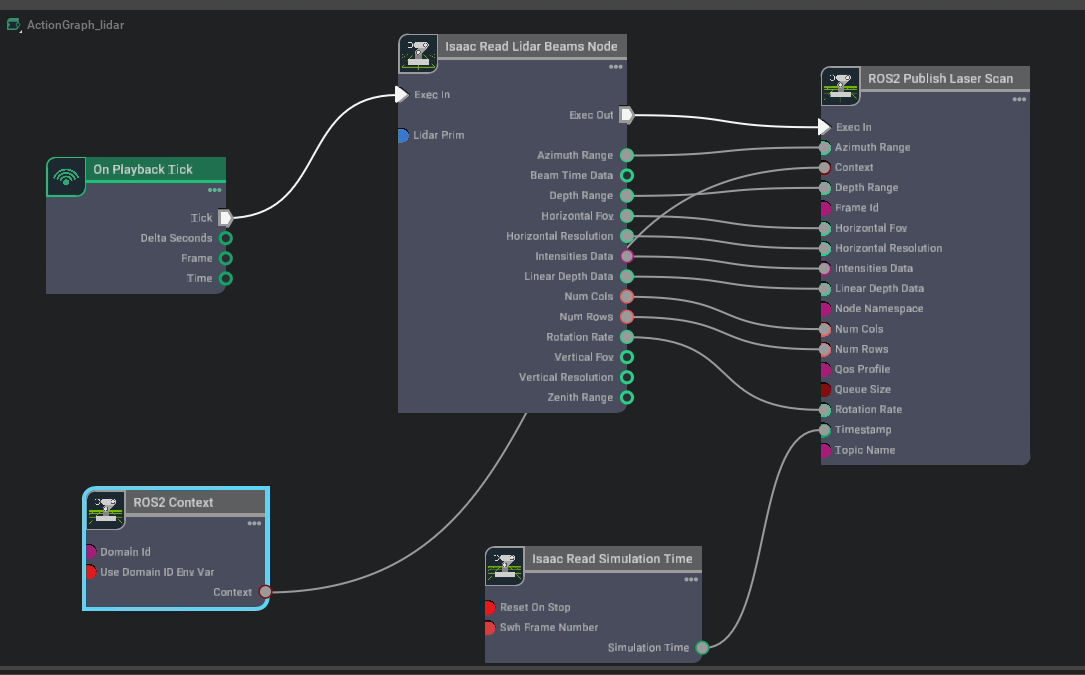 ActionGraph_lidar
On Playback Tick
Tick
Delta Seconds
Frame
Time
Isaac Read Lidar Beams Node
Exec In
Exec Out
Lidar Prim
Azimuth Range
Beam Time Data
Depth Range
Horizontal Fov
Horizontal Resolution
Intensities Data
Linear Depth Data
Num Cols
Num Rows
Rotation Rate
Vertical Fov
Vertical Resolution
Zenith Range
ROS2 Publish Laser Scan
Exec In
Azimuth Range
Context
Depth Range
Frame Id
Horizontal Fov
Horizontal Resolution
Intensities Data
Linear Depth Data
Node Namespace
Num Cols
Num Rows
Qos Profile
Queue Size
Rotation Rate
Timestamp
Topic Name
ROS2 Context
Domain Id
Use Domain ID Env Var
Context
Isaac Read Simulation Time
Reset On Stop
Swh Frame Number
Simulation Time